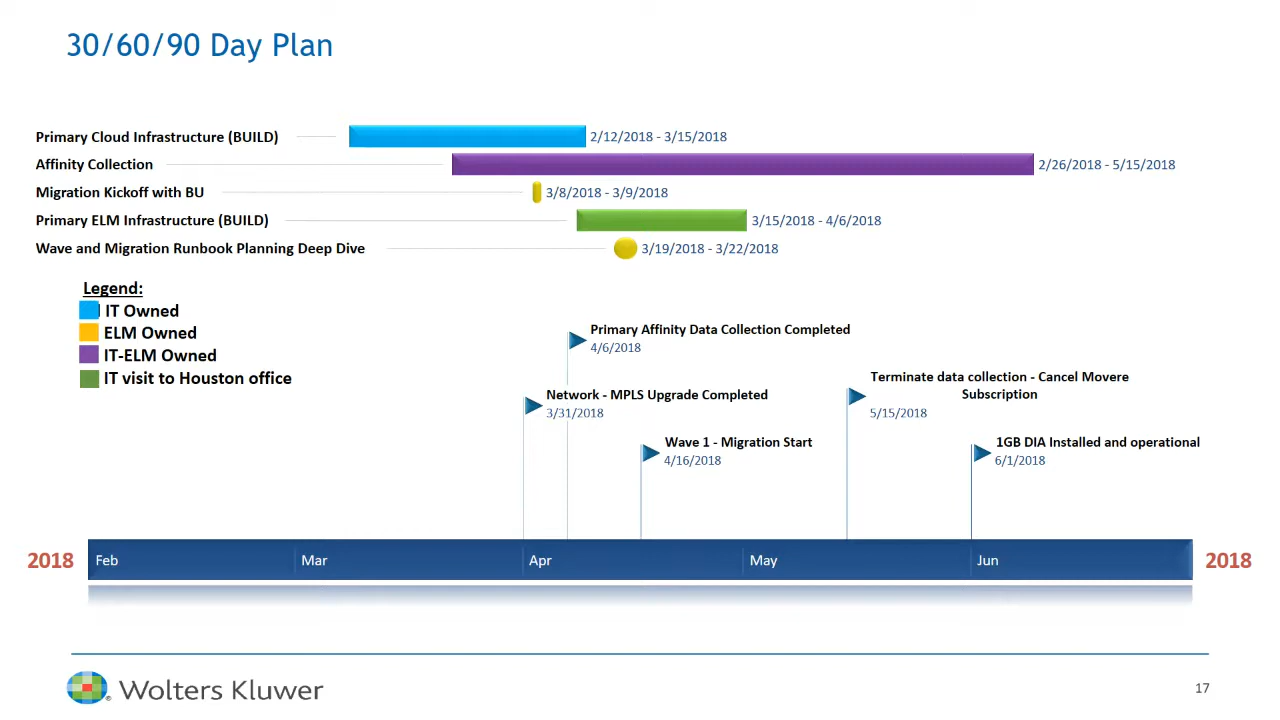 30/60/90 Day Plan
Primary Cloud Infrastructure (BUILD) 2/12/2018 - 3/15/2018
Affinity Collection 2/26/2018 - 5/15/2018
Migration Kickoff with BU 3/8/2018 - 3/9/2018
Primary ELM Infrastructure (BUILD) 3/15/2018 - 4/6/2018
Wave and Migration Runbook Planning Deep Dive 3/19/2018 - 3/22/2018
Legend:
IT Owned
ELM Owned
IT-ELM Owned
IT visit to Houston office
Primary Affinity Data Collection Completed
4/6/2018
Network - MPLS Upgrade Completed
3/31/2018
Wave 1 - Migration Start
4/16/2018
Terminate data collection - Cancel Movere
Subscription
5/15/2018
1GB DIA Installed and operational
6/1/2018
2018 Feb Mar Apr May Jun 2018
® Wolters Kluwer
17